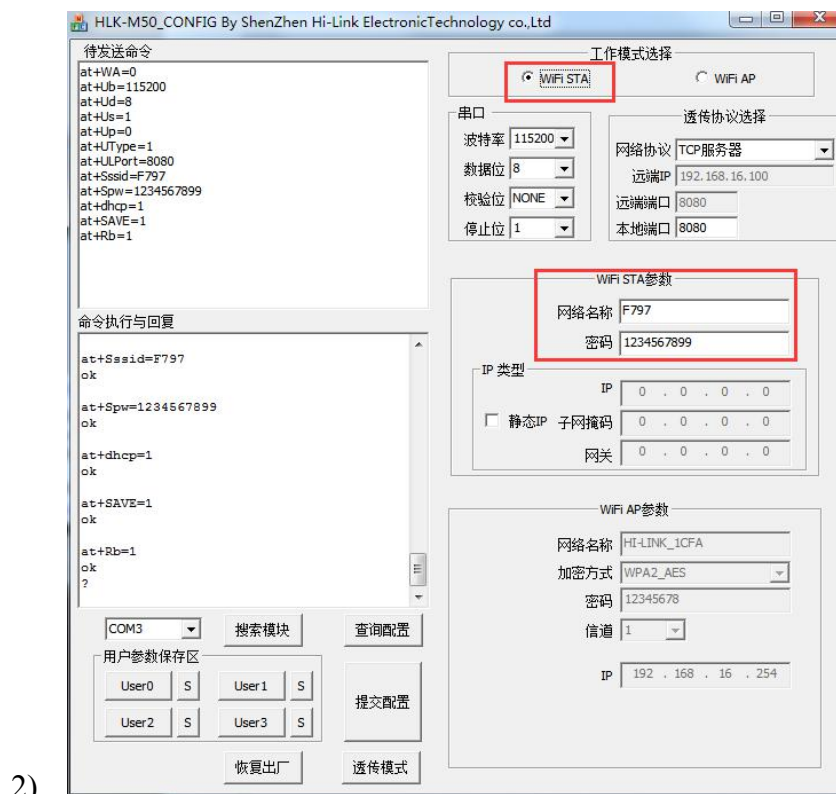 HLK-M50_CONFIG By ShenZhen Hi-Link ElectronicTechnology co.,Ltd
待发送命令
at+WA=0
at+Ub=115200
at+Ud=8
at+Us=1
at+Up=0
at+UType=1
at+ULPort=8080
at+Sssid=F797
at+Spw=1234567899
at+dhcp=1
at+SAVE=1
at+Rb=1
命令执行与回复
at+Sssid=F797
ok
at+Spw=1234567899
ok
at+dhcp=1
ok
at+SAVE=1
ok
at+Rb=1
ok
?
COM3 搜索模块 查询配置
用户参数保存区
User0 S User1 S
User2 S User3 S
提交配置
恢复出厂 透传模式
工作模式选择
WiFi STA WiFi AP
串口
波特率 115200
数据位 8
校验位 NONE
停止位 1
透传协议选择
网络协议 TCP服务器
远端IP 192.168.16.100
远端端口 8080
本地端口 8080
WiFi STA参数
网络名称 F797
密码 1234567899
IP 类型
IP 0 . 0 . 0 . 0
静态IP 子网掩码 0 . 0 . 0 . 0
网关 0 . 0 . 0 . 0
WiFi AP参数
网络名称 HI-LINK_1CFA
加密方式 WPA2_AES
密码 12345678
信道 1
IP 192 . 168 . 16 . 254
2)